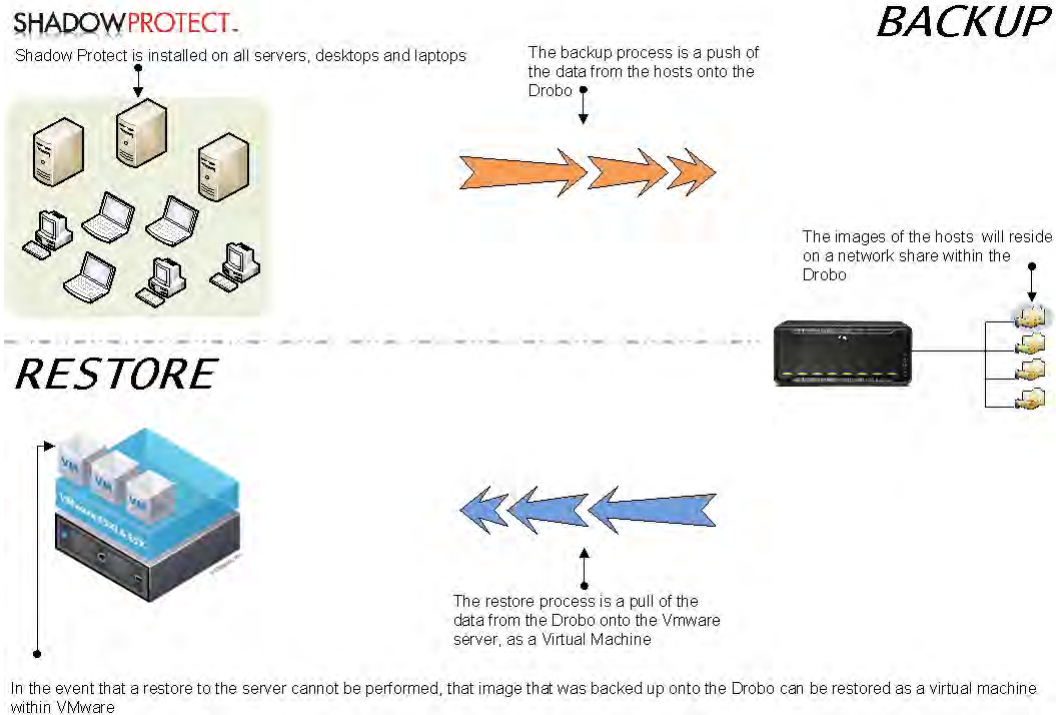 SHADOWPROTECT™
BACKUP
Shadow Protect is installed on all servers, desktops and laptops
The backup process is a push of
the data from the hosts onto the
Drobo
The images of the hosts will reside
on a network share within the
Drobo
RESTORE
VM
VM
VM
VMware ESXi & ESX
The restore process is a pull of the
data from the Drobo onto the Vmware
server, as a Virtual Machine
In the event that a restore to the server cannot be performed, that image that was backed up onto the Drobo can be restored as a virtual machine
within VMware